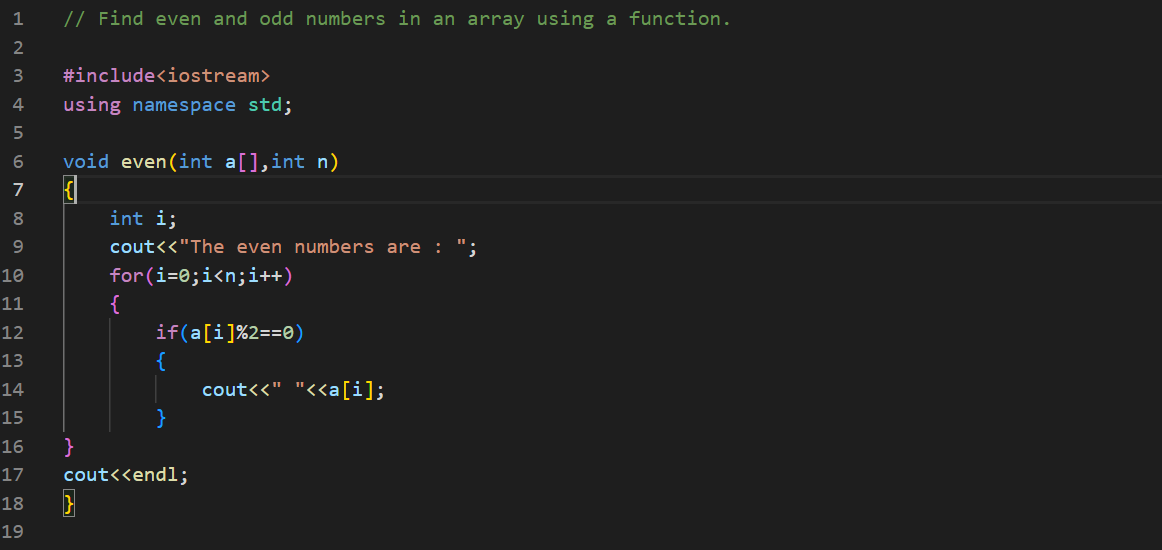 1 // Find even and odd numbers in an array using a function.
2
3 #include<iostream>
4 using namespace std;
5
6 void even(int a[],int n)
7 {
8     int i;
9     cout<<"The even numbers are : ";
10     for(i=0;i<n;i++)
11     {
12         if(a[i]%2==0)
13         {
14             cout<<" "<<a[i];
15         }
16 }
17 cout<<endl;
18 }
19